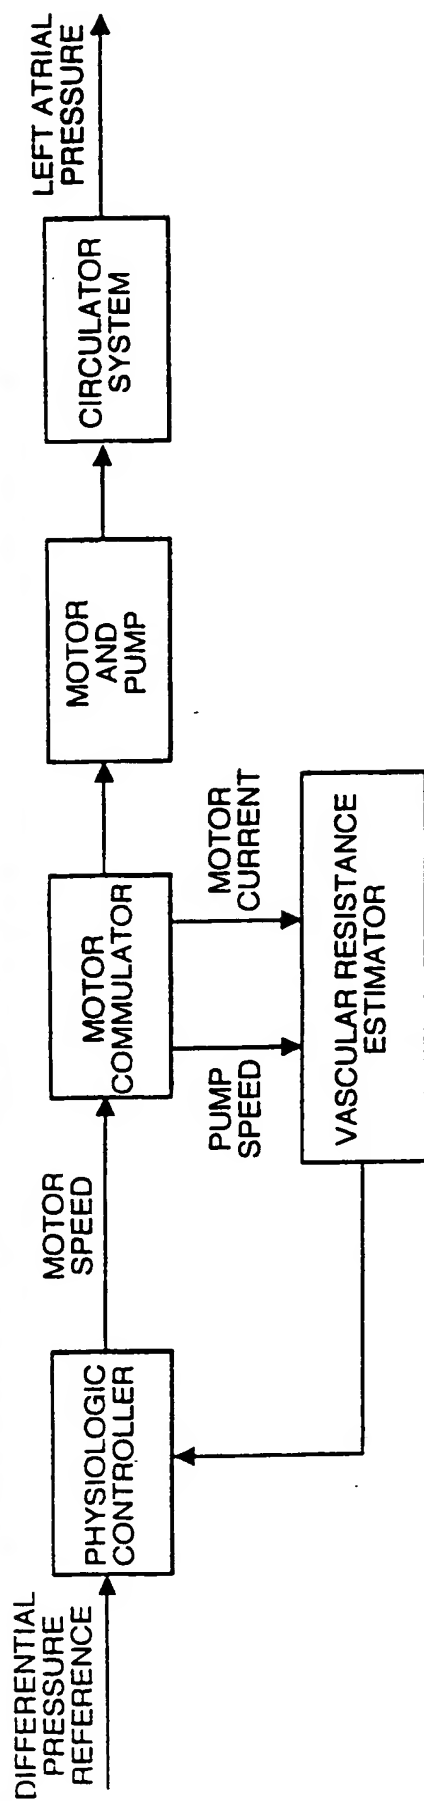 DIFFERENTIAL
PRESSURE
REFERENCE
PHYSIOLOGIC
CONTROLLER
MOTOR
SPEED
MOTOR
COMMULATOR
MOTOR
AND
PUMP
CIRCULATOR
SYSTEM
LEFT ATRIAL
PRESSURE
PUMP
SPEED
MOTOR
CURRENT
VASCULAR RESISTANCE
ESTIMATOR